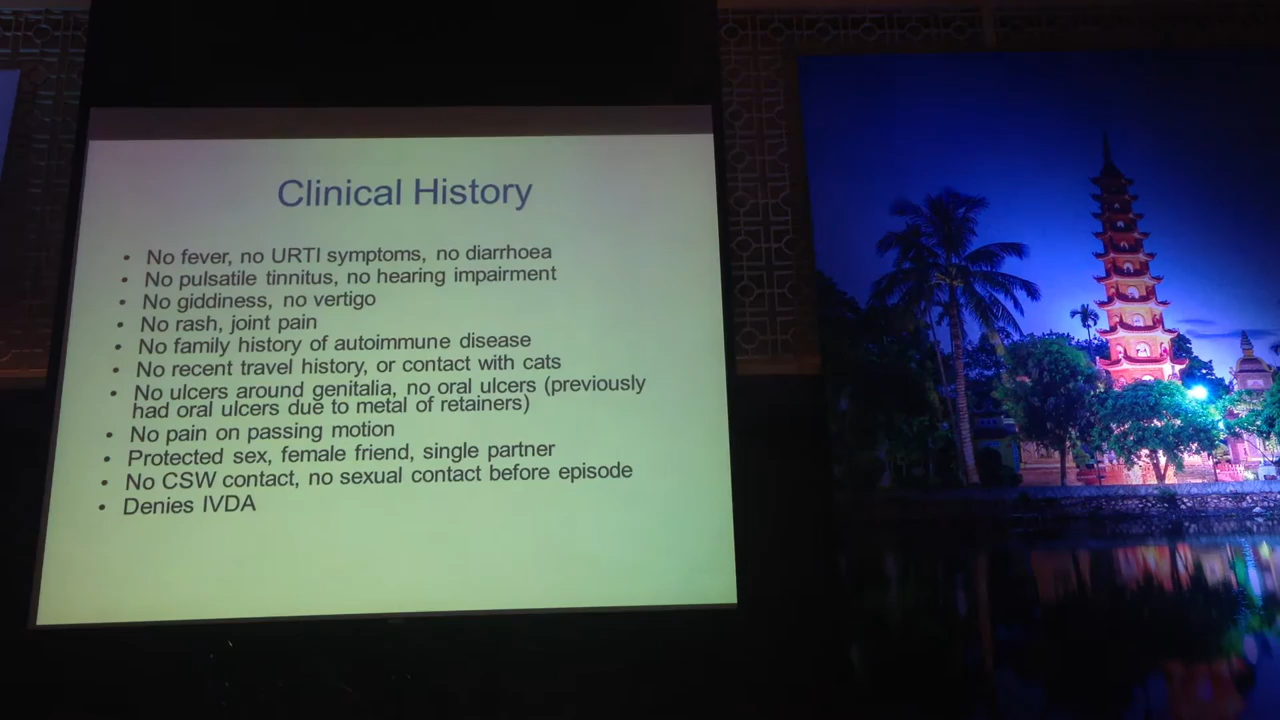 Clinical History
• No fever, no URTI symptoms, no diarrhoea
• No pulsatile tinnitus, no hearing impairment
• No giddiness, no vertigo
• No rash, joint pain
• No family history of autoimmune disease
• No recent travel history, or contact with cats
• No ulcers around genitalia, no oral ulcers (previously
had oral ulcers due to metal of retainers)
• No pain on passing motion
• Protected sex, female friend, single partner
• No CSW contact, no sexual contact before episode
• Denies IVDA